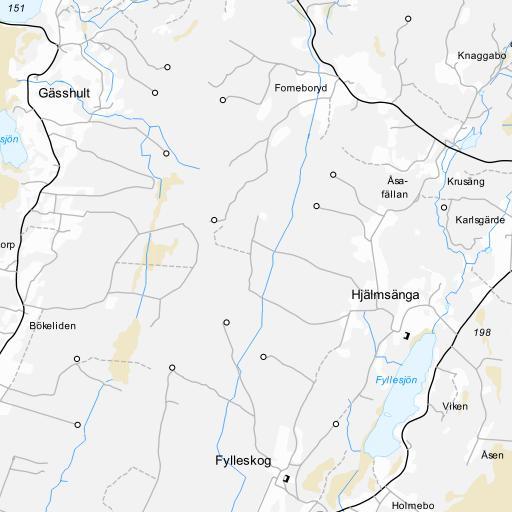 151
Knaggabo
Forneboryd
Gässhult
sjön
Åsa-
fällan
Krusäng
Karlsgärde
orp
Hjälmsänga
Bökeliden
198
Fyllesjön
Viken
Fylleskog
Åsen
Holmebo